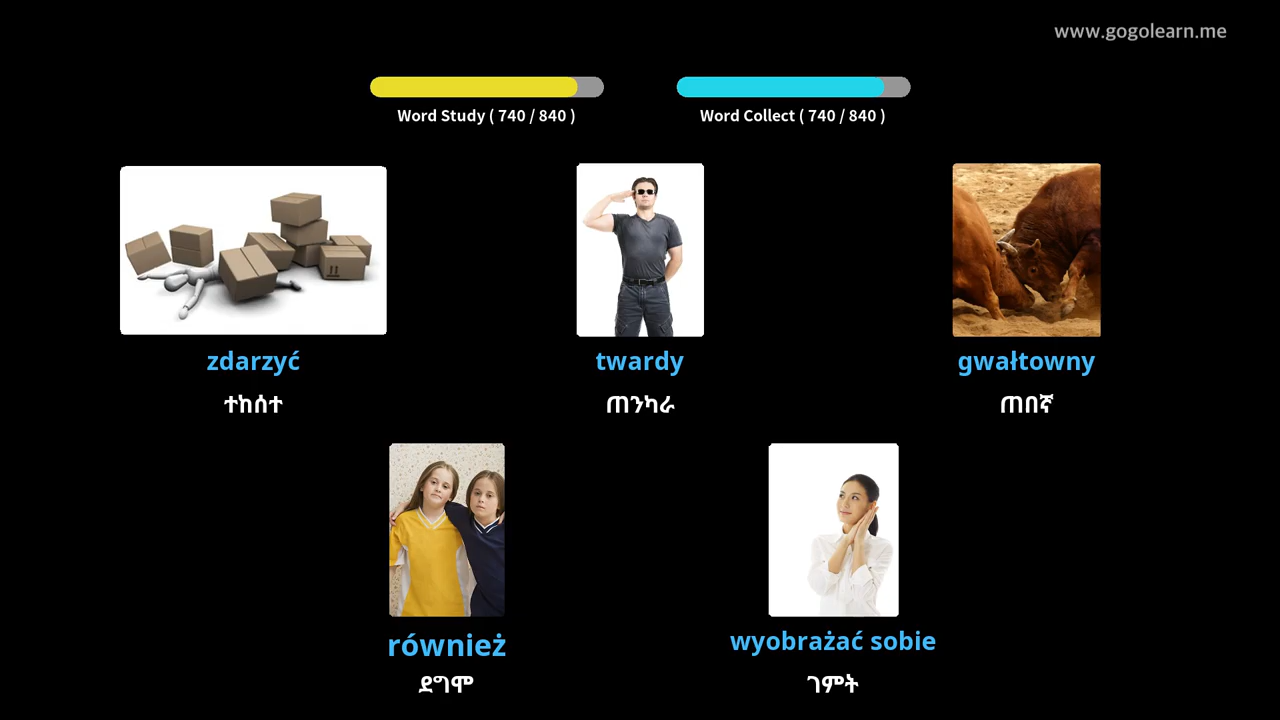 www.gogolearn.me
Word Study ( 740 / 840 )
Word Collect ( 740 / 840 )
zdarzyć
ተከሰተ
twardy
ጠንካራ
gwałtowny
ጠበኛ
również
ደግሞ
wyobrażać sobie
ገምት